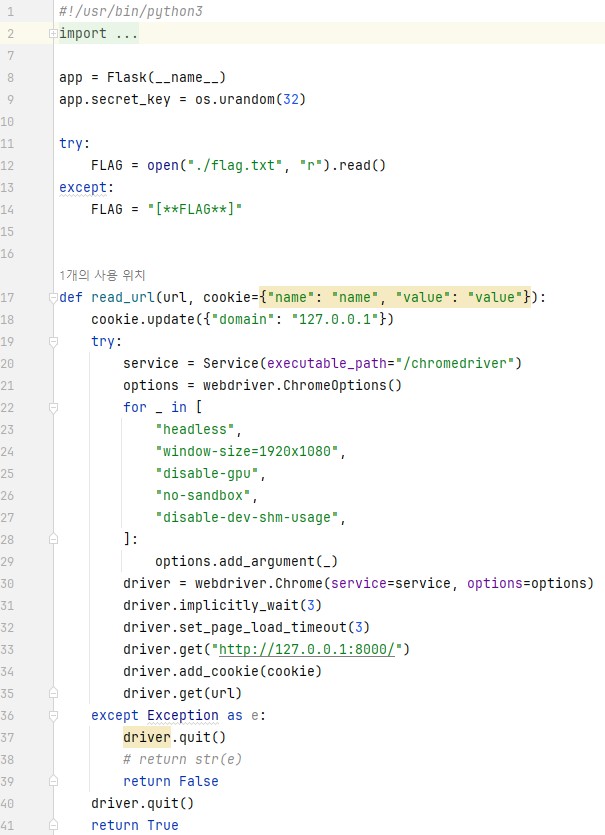 1 #!/usr/bin/python3
2 import ...
7
8 app = Flask(__name__)
9 app.secret_key = os.urandom(32)
10
11 try:
12     FLAG = open("./flag.txt", "r").read()
13 except:
14     FLAG = "[**FLAG**]"
15
16
1개의 사용 위치
17 def read_url(url, cookie={"name": "name", "value": "value"}):
18     cookie.update({"domain": "127.0.0.1"})
19     try:
20         service = Service(executable_path="/chromedriver")
21         options = webdriver.ChromeOptions()
22         for _ in [
23             "headless",
24             "window-size=1920x1080",
25             "disable-gpu",
26             "no-sandbox",
27             "disable-dev-shm-usage",
28         ]:
29             options.add_argument(_)
30         driver = webdriver.Chrome(service=service, options=options)
31         driver.implicitly_wait(3)
32         driver.set_page_load_timeout(3)
33         driver.get("http://127.0.0.1:8000/")
34         driver.add_cookie(cookie)
35         driver.get(url)
36     except Exception as e:
37         driver.quit()
38         # return str(e)
39         return False
40     driver.quit()
41     return True